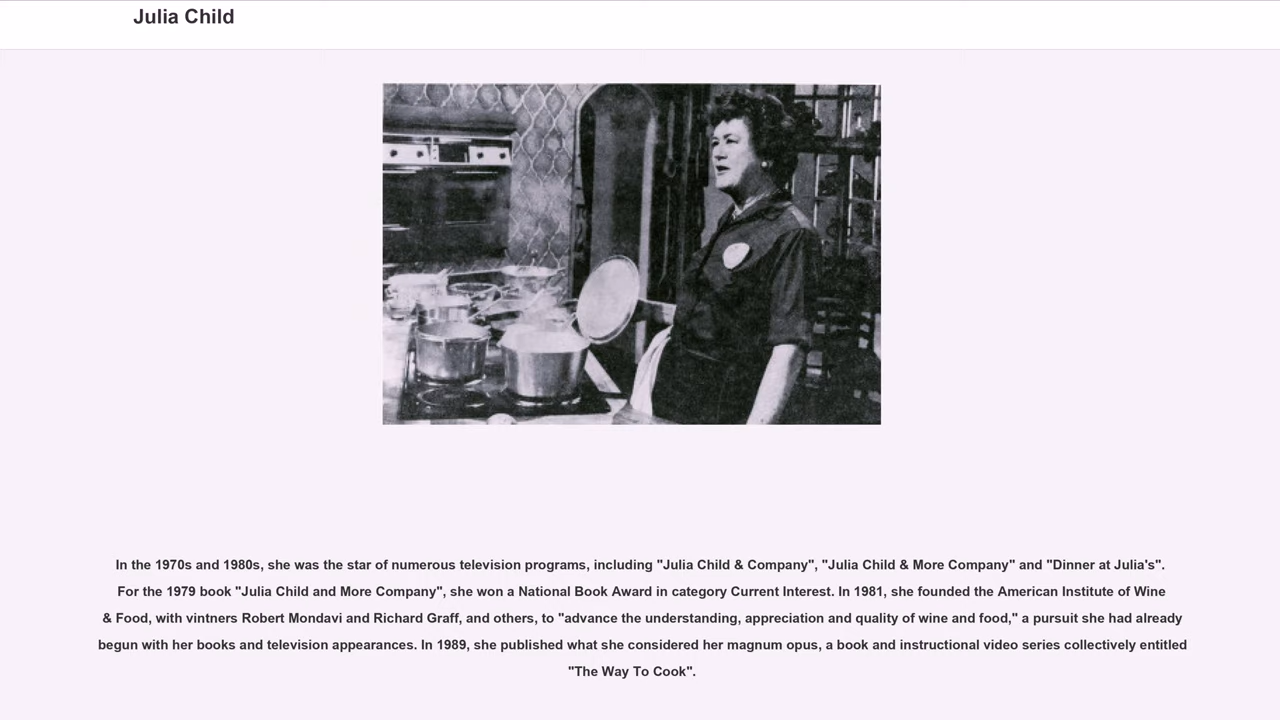 Julia Child
In the 1970s and 1980s, she was the star of numerous television programs, including "Julia Child & Company", "Julia Child & More Company" and "Dinner at Julia's".
For the 1979 book "Julia Child and More Company", she won a National Book Award in category Current Interest. In 1981, she founded the American Institute of Wine
& Food, with vintners Robert Mondavi and Richard Graff, and others, to "advance the understanding, appreciation and quality of wine and food," a pursuit she had already
begun with her books and television appearances. In 1989, she published what she considered her magnum opus, a book and instructional video series collectively entitled
"The Way To Cook".